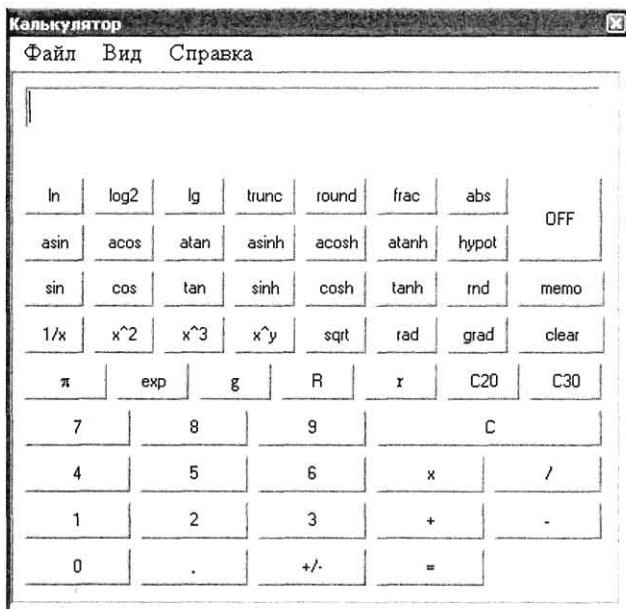 Калькулятор
Файл Вид Справка
ln log2 lg trunc round frac abs OFF
asin acos atan asinh acosh atanh hypot
sin cos tan sinh cosh tanh rnd memo
1/x x^2 x^3 x^y sqrt rad grad clear
π exp g R r C20 C30
7 8 9 C
4 5 6 x /
1 2 3 + -
0 . +/- =